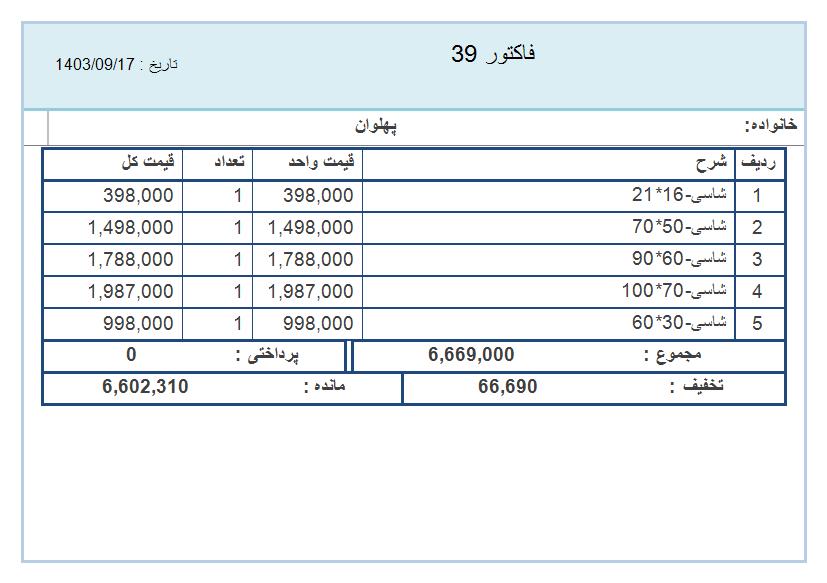 فاکتور 39
تاریخ : 1403/09/17
خانواده: پهلوان
ردیف شرح قیمت واحد تعداد قیمت کل
1 شاسی-16*21 398,000 1 398,000
2 شاسی-50*70 1,498,000 1 1,498,000
3 شاسی-60*90 1,788,000 1 1,788,000
4 شاسی-70*100 1,987,000 1 1,987,000
5 شاسی-30*60 998,000 1 998,000
مجموع : 6,669,000 پرداختی : 0
تخفیف : 66,690 مانده : 6,602,310